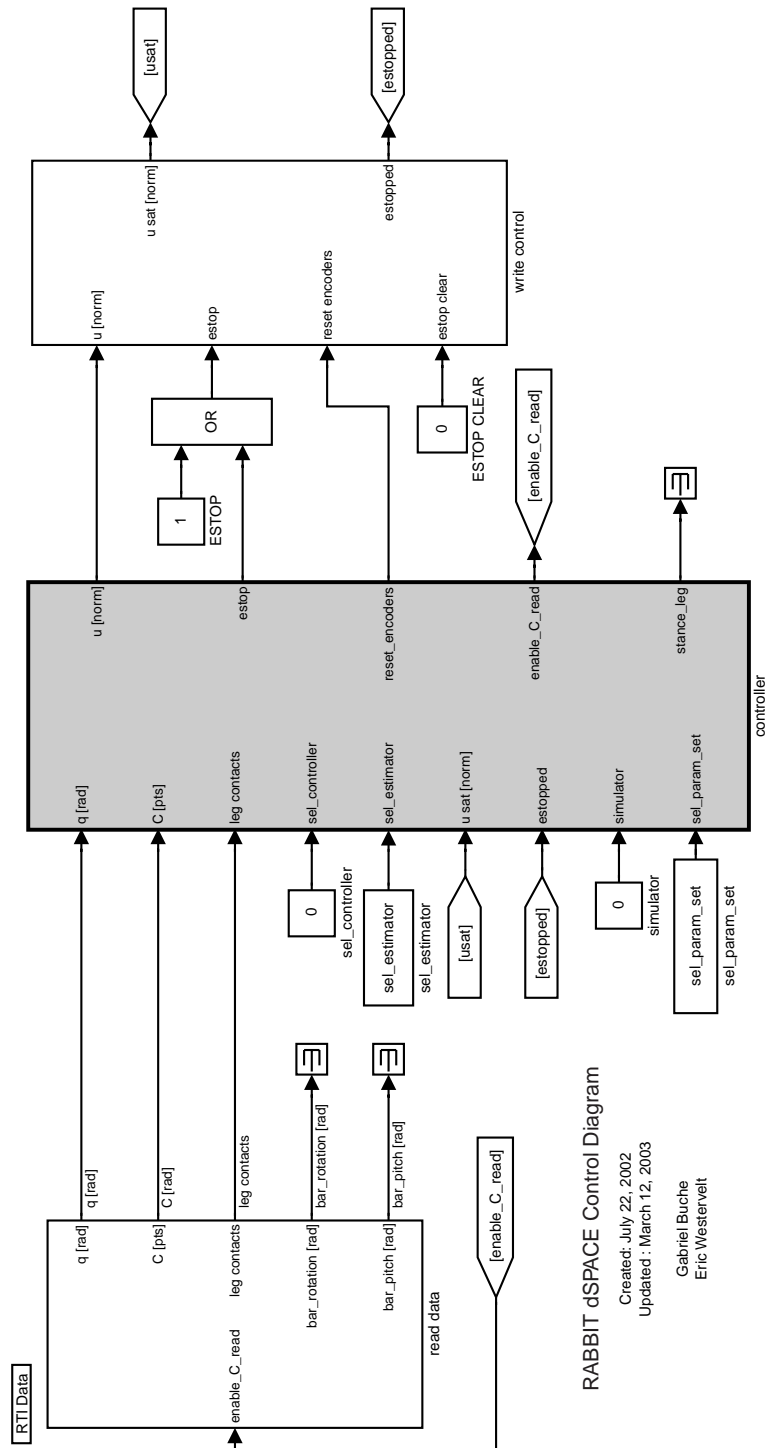 RTI Data
enable_C_read
q [rad]
C [pts]
leg contacts
bar_rotation [rad]
bar_pitch [rad]
read data
q [rad]
C [rad]
leg contacts
bar_rotation [rad]
bar_pitch [rad]
[enable_C_read]
0
sel_controller
sel_estimator
sel_estimator
[usat]
[estopped]
0
simulator
sel_param_set
sel_param_set
q [rad]
C [pts]
leg contacts
sel_controller
sel_estimator
u sat [norm]
estopped
simulator
sel_param_set
u [norm]
estop
reset_encoders
enable_C_read
stance_leg
controller
1
ESTOP
OR
0
ESTOP CLEAR
[enable_C_read]
u [norm]
estop
reset encoders
estop clear
u sat [norm]
estopped
write control
[usat]
[estopped]
RABBIT dSPACE Control Diagram
Created: July 22, 2002
Updated : March 12, 2003
Gabriel Buche
Eric Westervelt